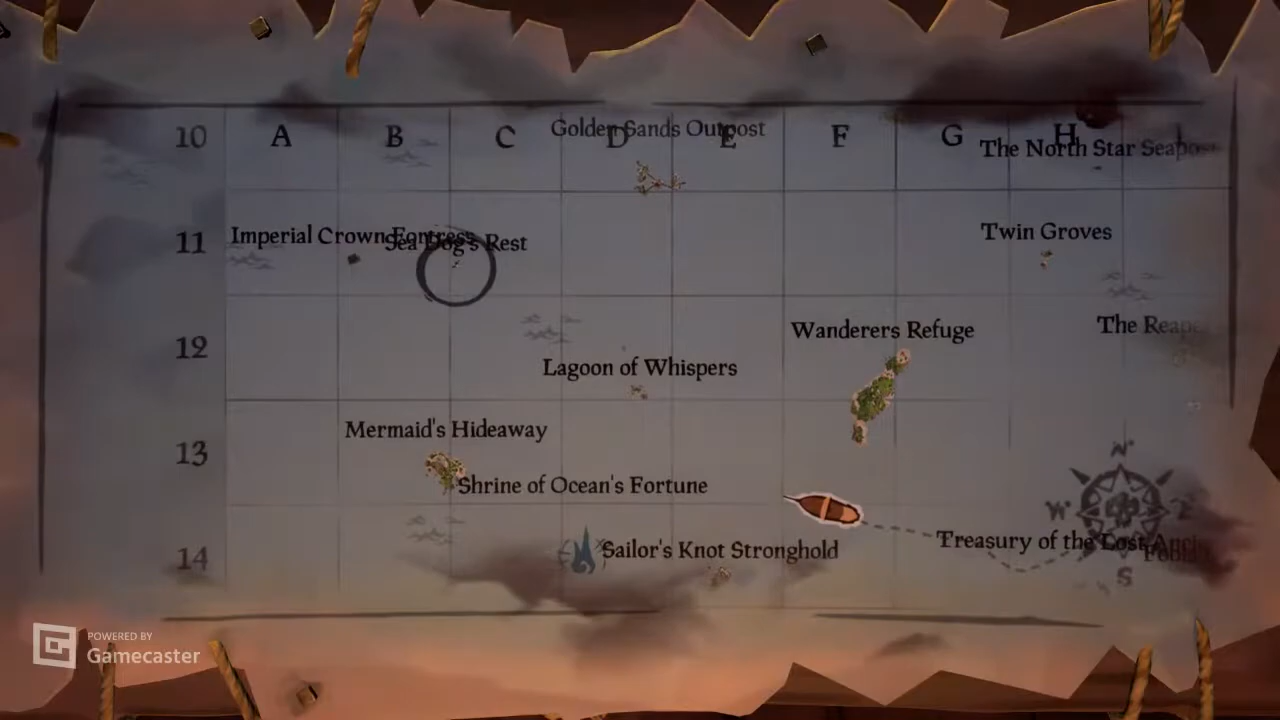 10 A B C D E F G H I
Golden Sands Outpost
The North Star Seapost
11
Imperial Crown Fortress
Sea Dog's Rest
Twin Groves
12
Wanderers Refuge
The Reape
Lagoon of Whispers
13
Mermaid's Hideaway
Shrine of Ocean's Fortune
N
W
E
S
14
Sailor's Knot Stronghold
Treasury of the Lost Anci
POWERED BY
Gamecaster